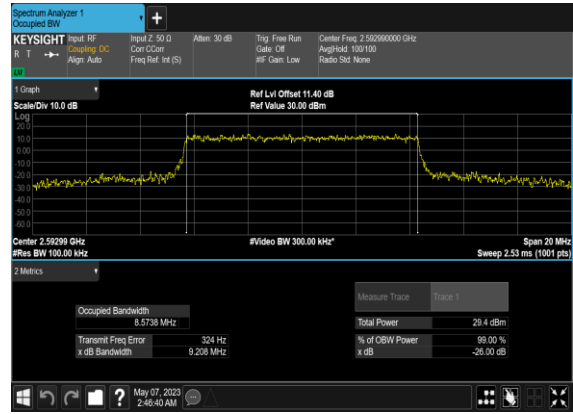 Spectrum Analyzer 1
Occupied BW
+
KEYSIGHT Input: RF Input Z: 50 Ω Atten: 30 dB Trig: Free Run Center Freq: 2.592990000 GHz
R T Coupling: DC Corr CCorr Gate: Off Avg|Hold: 100/100
Align: Auto Freq Ref: Int (S) #IF Gain: Low Radio Std: None
LXI
1 Graph Ref Lvl Offset 11.40 dB
Scale/Div 10.0 dB Ref Value 30.00 dBm
Log
20.0
10.0
0.00
-10.0
-20.0
-30.0
-40.0
-50.0
-60.0
Center 2.59299 GHz #Video BW 300.00 kHz* Span 20 MHz
#Res BW 100.00 kHz Sweep 2.53 ms (1001 pts)
2 Metrics
Measure Trace Trace 1
Occupied Bandwidth
8.5738 MHz Total Power 29.4 dBm
Transmit Freq Error 324 Hz % of OBW Power 99.00 %
x dB Bandwidth 9.208 MHz x dB -26.00 dB
? May 07, 2023
2:46:40 AM